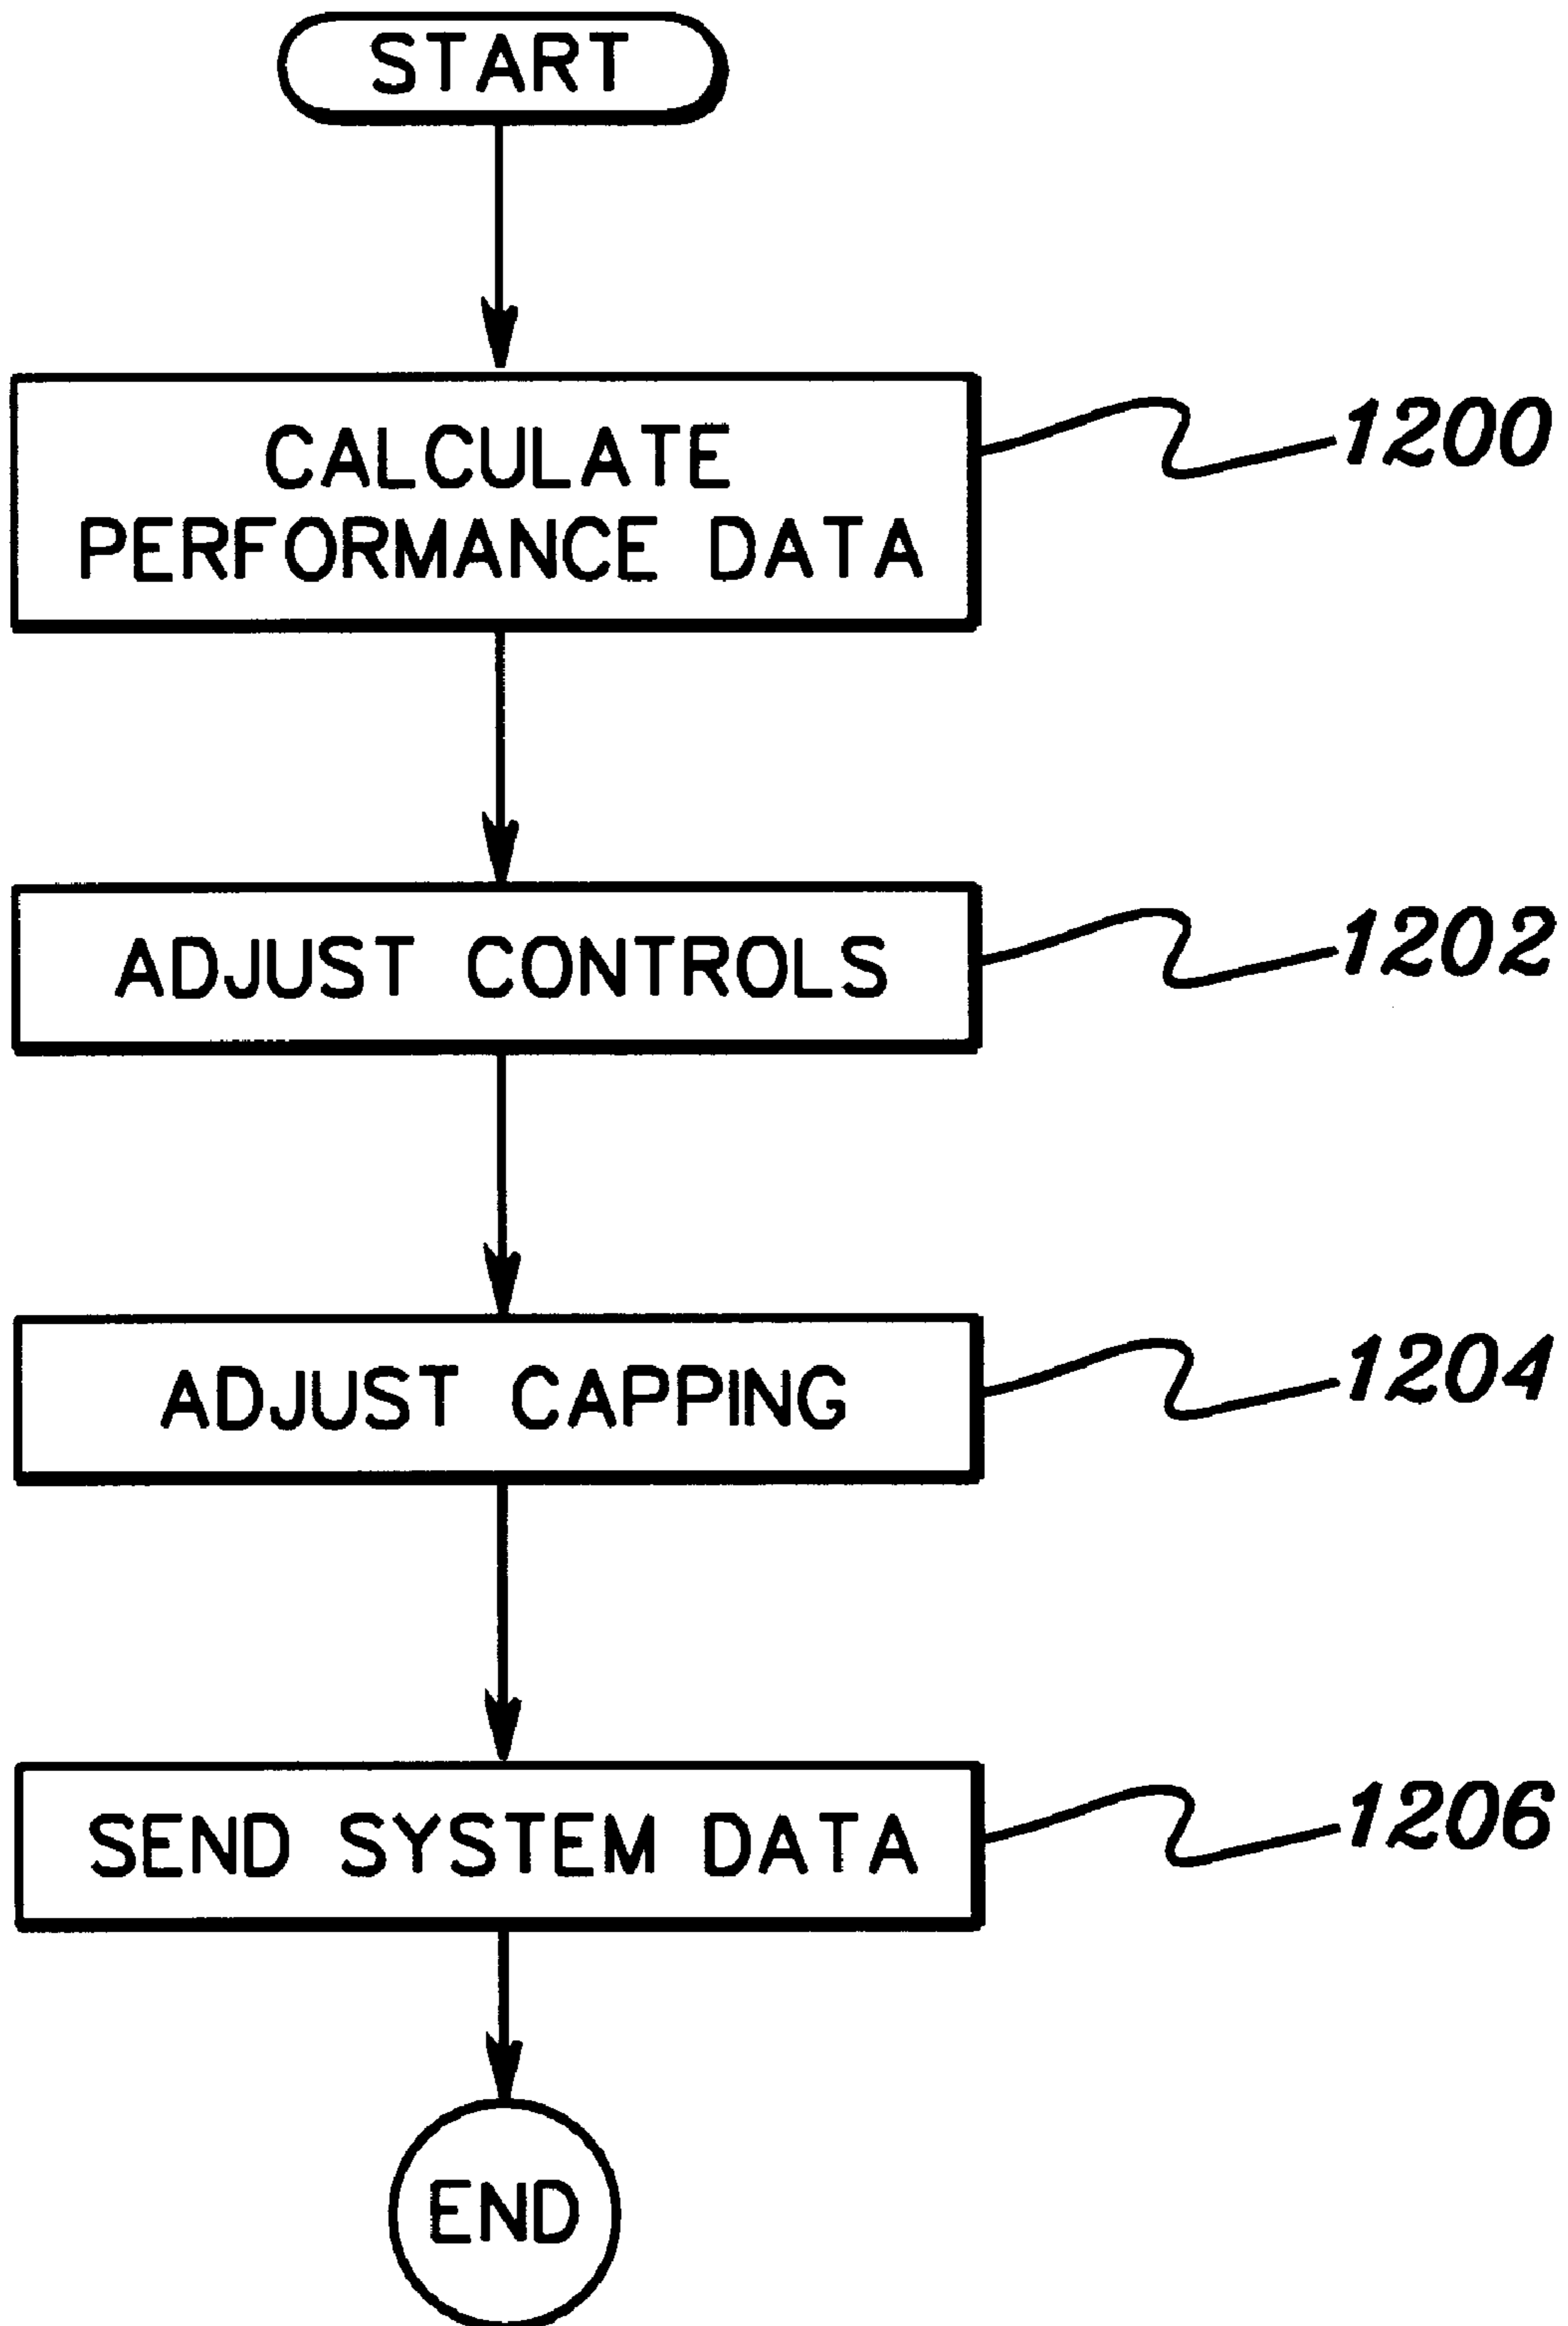 START
CALCULATE
PERFORMANCE DATA
1200
ADJUST CONTROLS
1202
ADJUST CAPPING
1204
SEND SYSTEM DATA
1206
END